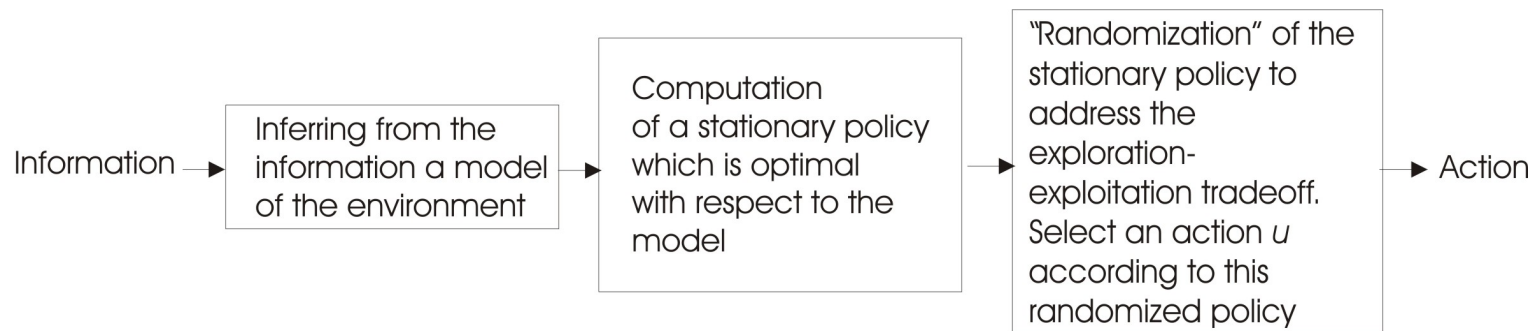 Information
Inferring from the
information a model
of the environment
Computation
of a stationary policy
which is optimal
with respect to the
model
"Randomization" of the
stationary policy to
address the
exploration-
exploitation tradeoff.
Select an action u
according to this
randomized policy
Action